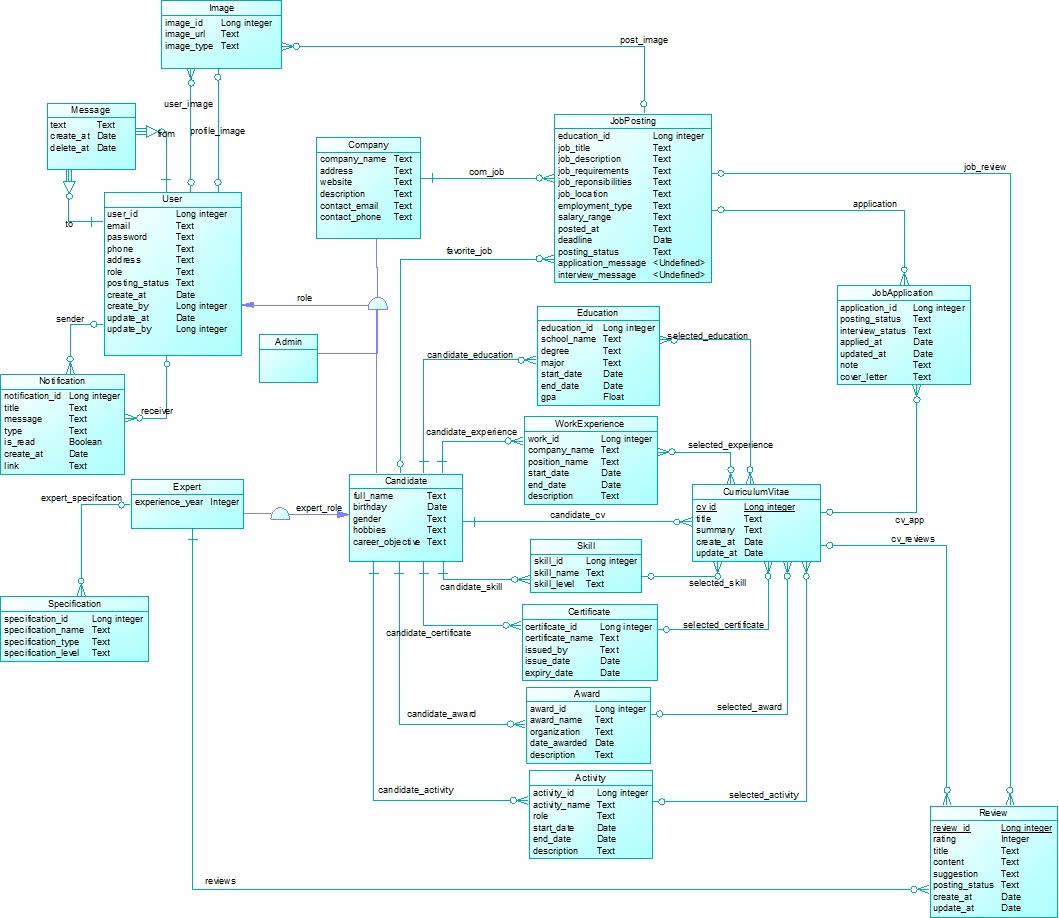 Image
image_id Long integer
image_url Text
image_type Text
post_image
user_image
profile_image
Message
text Text
create_at Date
delete_at Date
from
to
User
user_id Long integer
email Text
password Text
phone Text
address Text
role Text
posting_status Text
create_at Date
create_by Long integer
update_at Date
update_by Long integer
Company
company_name Text
address Text
website Text
description Text
contact_email Text
contact_phone Text
com_job
favorite_job
JobPosting
education_id Long integer
job_title Text
job_description Text
job_requirements Text
job_reponsibilities Text
job_location Text
employment_type Text
salary_range Text
posted_at Text
deadline Date
posting_status Text
application_message <Undefined>
interview_message <Undefined>
job_review
application
role
Admin
sender
receiver
Notification
notification_id Long integer
title Text
message Text
type Text
is_read Boolean
create_at Date
link Text
JobApplication
application_id Long integer
posting_status Text
interview_status Text
applied_at Date
updated_at Date
note Text
cover_letter Text
Education
education_id Long integer
school_name Text
degree Text
major Text
start_date Date
end_date Date
gpa Float
candidate_education
selected_education
WorkExperience
work_id Long integer
company_name Text
position_name Text
start_date Date
end_date Date
description Text
candidate_experience
selected_experience
Expert
experience_year Integer
expert_specifcation
expert_role
Candidate
full_name Text
birthday Date
gender Text
hobbies Text
career_objective Text
candidate_cv
CurriculumVitae
cv.id Long integer
title Text
summary Text
create_at Date
update_at Date
cv_app
cv_reviews
Skill
skill_id Long integer
skill_name Text
skill_level Text
candidate_skill
selected_skill
Specification
specification_id Long integer
specification_name Text
specification_type Text
specification_level Text
Certificate
certificate_id Long integer
certificate_name Text
issued_by Text
issue_date Date
expiry_date Date
candidate_certificate
selected_certificate
Award
award_id Long integer
award_name Text
organization Text
date_awarded Date
description Text
candidate_award
selected_award
Activity
activity_id Long integer
activity_name Text
role Text
start_date Date
end_date Date
description Text
candidate_activity
selected_activity
Review
review_id Long integer
rating Integer
title Text
content Text
suggestion Text
posting_status Text
create_at Date
update_at Date
reviews